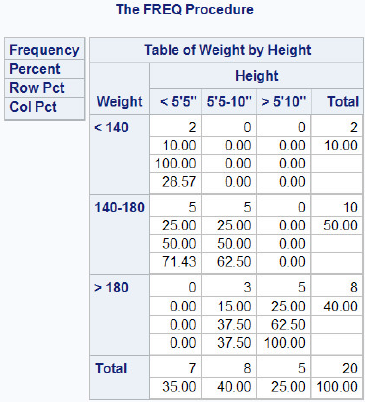 The FREQ Procedure
Frequency
Percent
Row Pct
Col Pct
Table of Weight by Height
Height
Weight < 5'5" 5'5-10" > 5'10" Total
< 140 2 0 0 2
10.00 0.00 0.00 10.00
100.00 0.00 0.00
28.57 0.00 0.00
140-180 5 5 0 10
25.00 25.00 0.00 50.00
50.00 50.00 0.00
71.43 62.50 0.00
> 180 0 3 5 8
0.00 15.00 25.00 40.00
0.00 37.50 62.50
0.00 37.50 100.00
Total 7 8 5 20
35.00 40.00 25.00 100.00